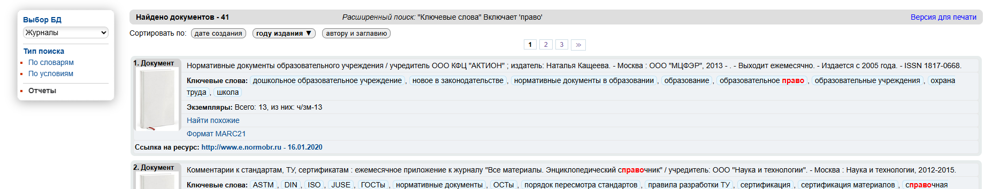 Выбор БД
Журналы
Тип поиска
По словарям
По условиям
Отчеты
Найдено документов - 41 Расширенный поиск: "Ключевые слова" Включает 'право' Версия для печати
Сортировать по: дате создания году издания ▼ автору и заглавию
1 2 3 >>
1. Документ
Нормативные документы образовательного учреждения / учредитель ООО КФЦ "АКТИОН" ; издатель: Наталья Кащеева. - Москва : ООО "МЦФЭР", 2013 - . - Выходит ежемесячно. - Издается с 2005 года. - ISSN 1817-0668.
Ключевые слова: дошкольное образовательное учреждение , новое в законодательстве , нормативные документы в образовании , образование , образовательное право , образовательные учреждения , охрана
труда , школа
Экземпляры: Всего: 13, из них: ч/зм-13
Найти похожие
Формат MARC21
Ссылка на ресурс: http://www.e.normobr.ru - 16.01.2020
2. Документ
Комментарии к стандартам, ТУ, сертификатам : ежемесячное приложение к журналу "Все материалы. Энциклопедический справочник" / учредитель: ООО "Наука и технологии". - Москва : Наука и технологии, 2012-2015.
Ключевые слова: ASTM , DIN , ISO , JUSE , ГОСТы , нормативные документы , ОСТы , порядок пересмотра стандартов , правила разработки ТУ , сертификация , сертификация материалов , справочная